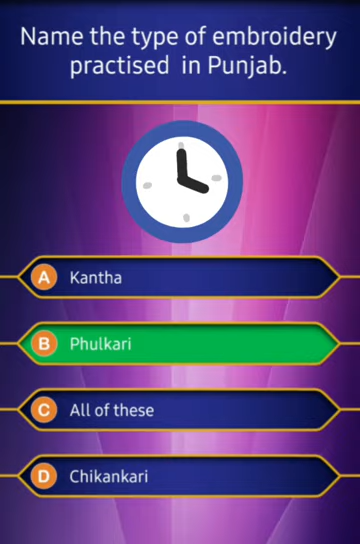 Name the type of embroidery
practised in Punjab.
A Kantha
B Phulkari
C All of these
D Chikankari